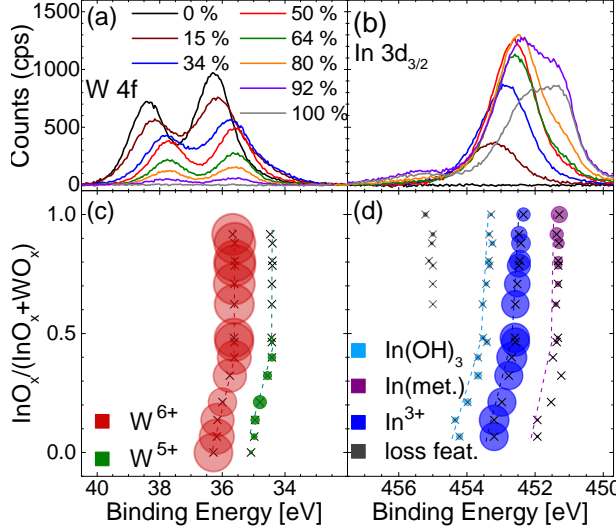 (a)
0 %
15 %
34 %
50 %
64 %
80 %
92 %
100 %
W 4f
(b)
In 3d3/2
Counts (cps)
1500
1000
500
0
(c)
W6+
W5+
(d)
In(OH)3
In(met.)
In3+
loss feat.
InOx/(InOx+WOx)
1.0
0.5
0.0
40 38 36 34
456 454 452 450
Binding Energy [eV] Binding Energy [eV]